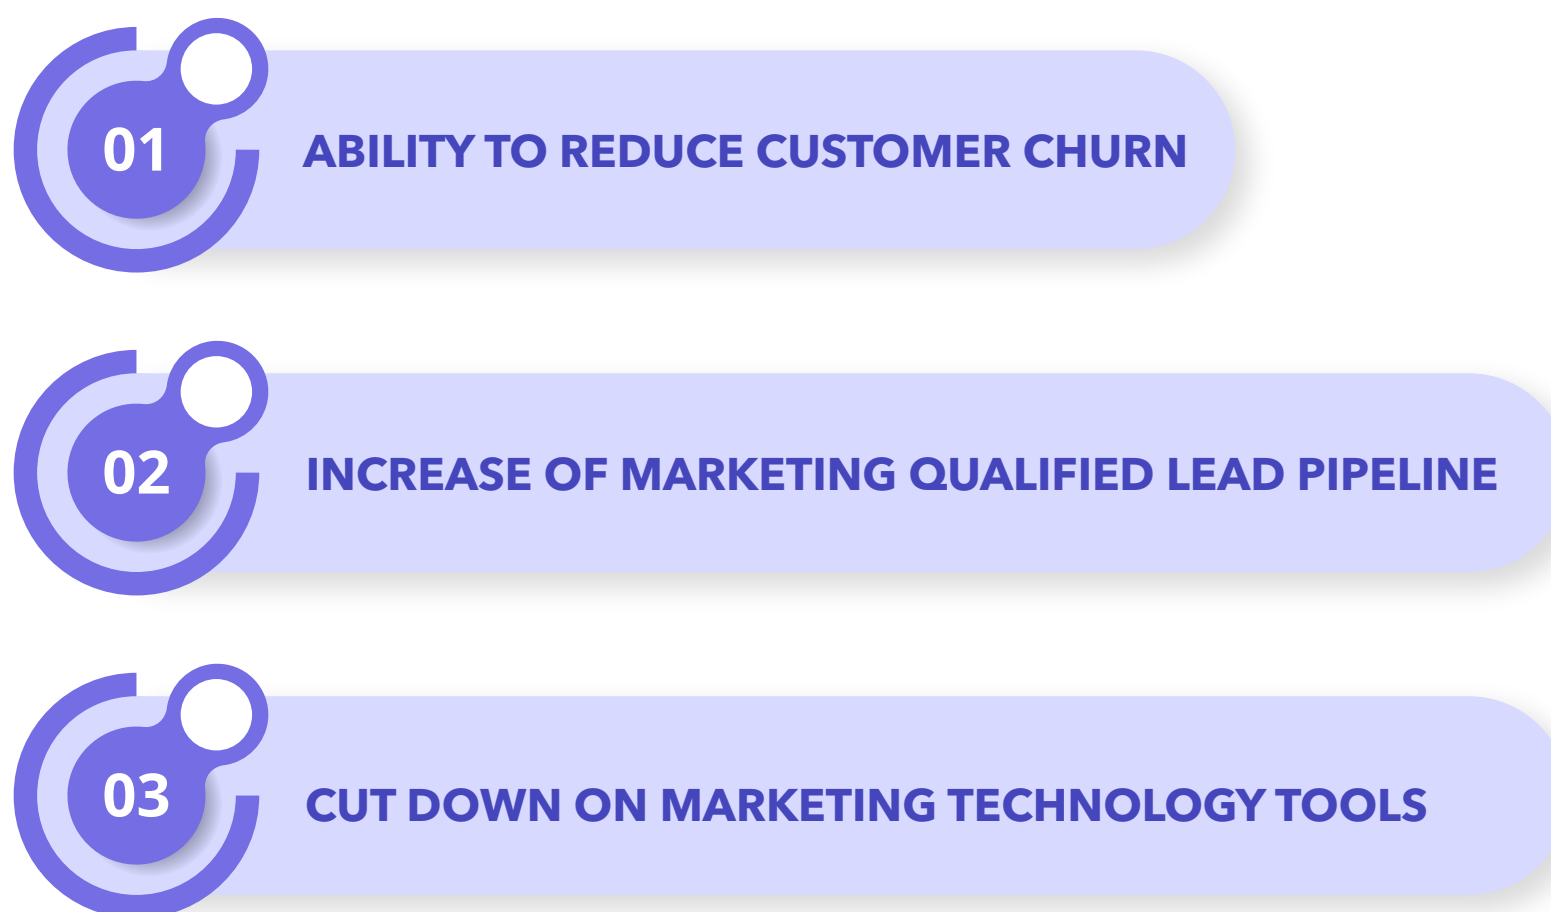 01
ABILITY TO REDUCE CUSTOMER CHURN
02
INCREASE OF MARKETING QUALIFIED LEAD PIPELINE
03
CUT DOWN ON MARKETING TECHNOLOGY TOOLS